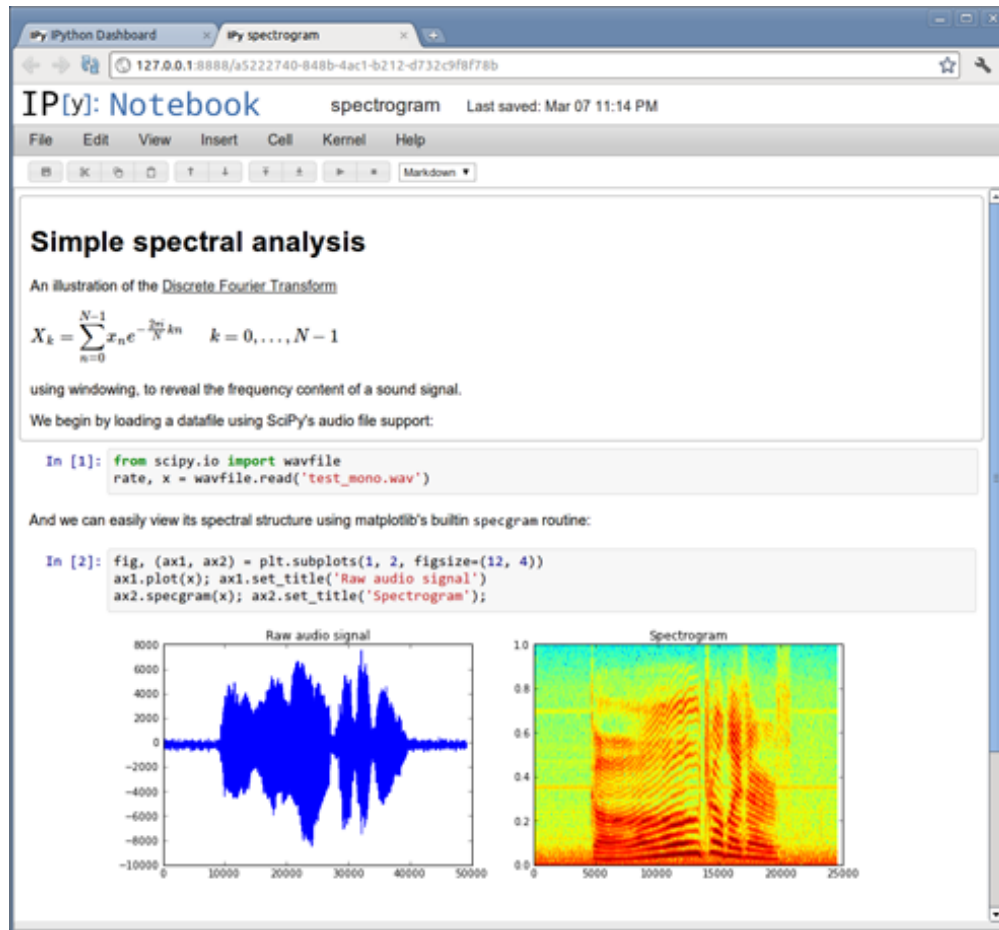 IPy IPython Dashboard
IPy spectrogram
127.0.0.1:8888/a5222740-848b-4ac1-b212-d732c9f8f78b
IP[y]: Notebook spectrogram Last saved: Mar 07 11:14 PM
File Edit View Insert Cell Kernel Help
Markdown
Simple spectral analysis
An illustration of the Discrete Fourier Transform
X_k = \sum_{n=0}^{N-1} x_n e^{-\frac{2\pi i}{N} kn} k = 0, . . . , N − 1
using windowing, to reveal the frequency content of a sound signal.
We begin by loading a datafile using SciPy's audio file support:
In [1]: from scipy.io import wavfile
rate, x = wavfile.read('test_mono.wav')
And we can easily view its spectral structure using matplotlib's builtin specgram routine:
In [2]: fig, (ax1, ax2) = plt.subplots(1, 2, figsize=(12, 4))
ax1.plot(x); ax1.set_title('Raw audio signal')
ax2.specgram(x); ax2.set_title('Spectrogram');
Raw audio signal
8000
6000
4000
2000
0
−2000
−4000
−6000
−8000
−10000
0 10000 20000 30000 40000 50000
Spectrogram
1.0
0.8
0.6
0.4
0.2
0.0
0 5000 10000 15000 20000 25000